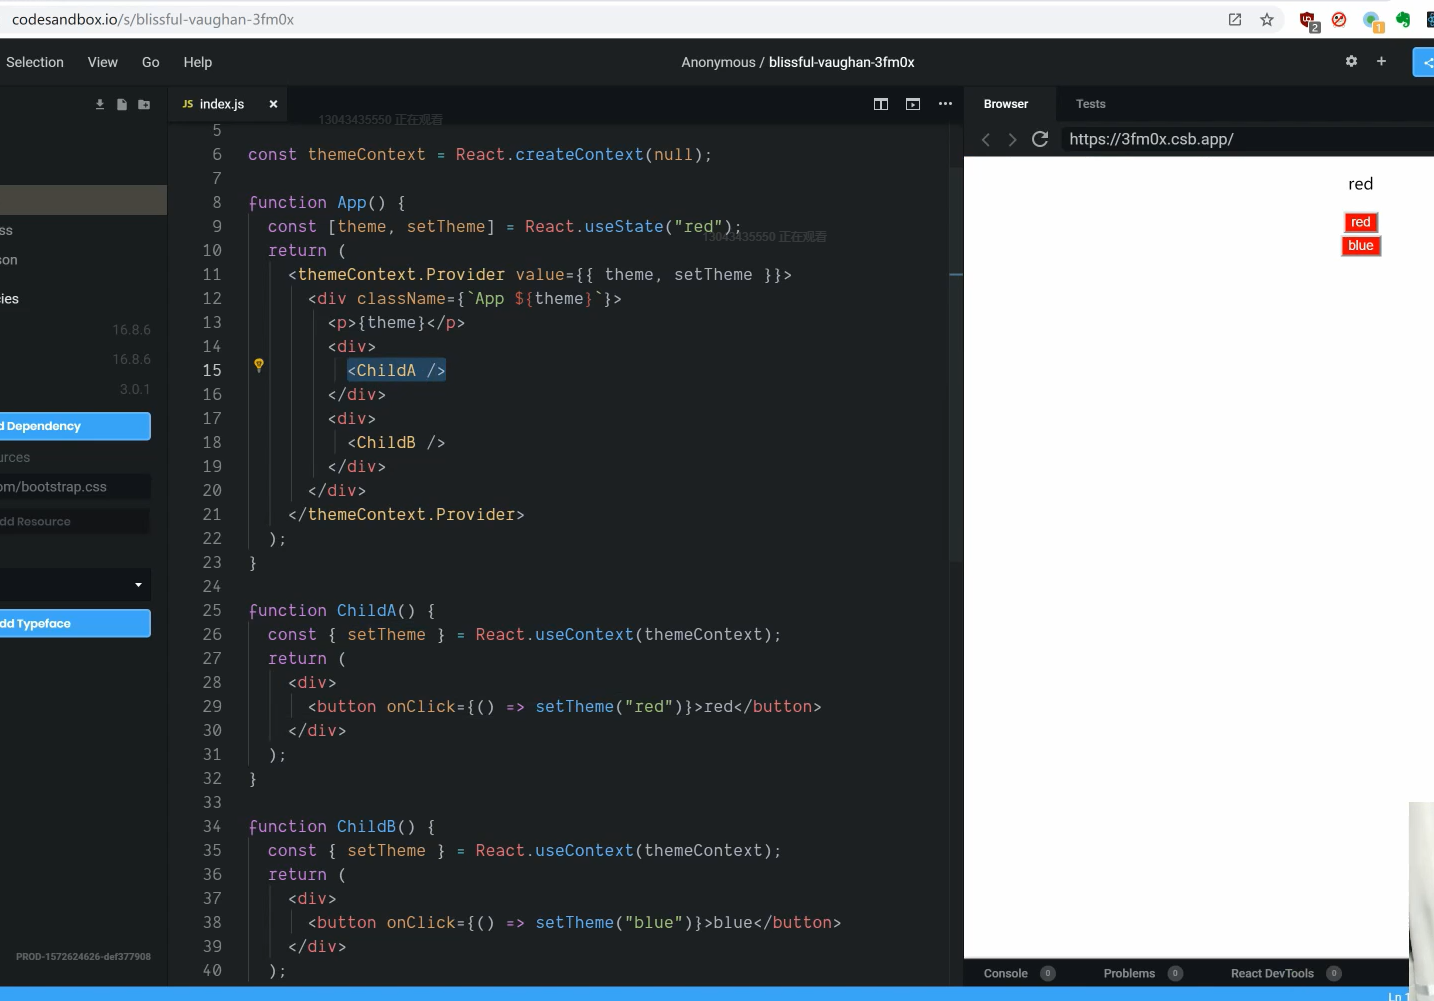 codesandbox.io/s/blissful-vaughan-3fm0x
2
1
Selection View Go Help
Anonymous / blissful-vaughan-3fm0x
JS index.js ×
Browser Tests
https://3fm0x.csb.app/
13043435550 正在观看
5
6 const themeContext = React.createContext(null);
7
8 function App() {
9 const [theme, setTheme] = React.useState("red");
13043435550 正在观看
10 return (
11 <themeContext.Provider value={{ theme, setTheme }}>
12 <div className={`App ${theme}`}>
13 <p>{theme}</p>
14 <div>
15 <ChildA />
16 </div>
17 <div>
18 <ChildB />
19 </div>
20 </div>
21 </themeContext.Provider>
22 );
23 }
24
25 function ChildA() {
26 const { setTheme } = React.useContext(themeContext);
27 return (
28 <div>
29 <button onClick={() => setTheme("red")}>red</button>
30 </div>
31 );
32 }
33
34 function ChildB() {
35 const { setTheme } = React.useContext(themeContext);
36 return (
37 <div>
38 <button onClick={() => setTheme("blue")}>blue</button>
39 </div>
40 );
ss
son
cies
16.8.6
16.8.6
3.0.1
d Dependency
urces
om/bootstrap.css
dd Resource
dd Typeface
PROD-1572624626-def377908
red
red
blue
Console 0 Problems 0 React DevTools 0
Ln